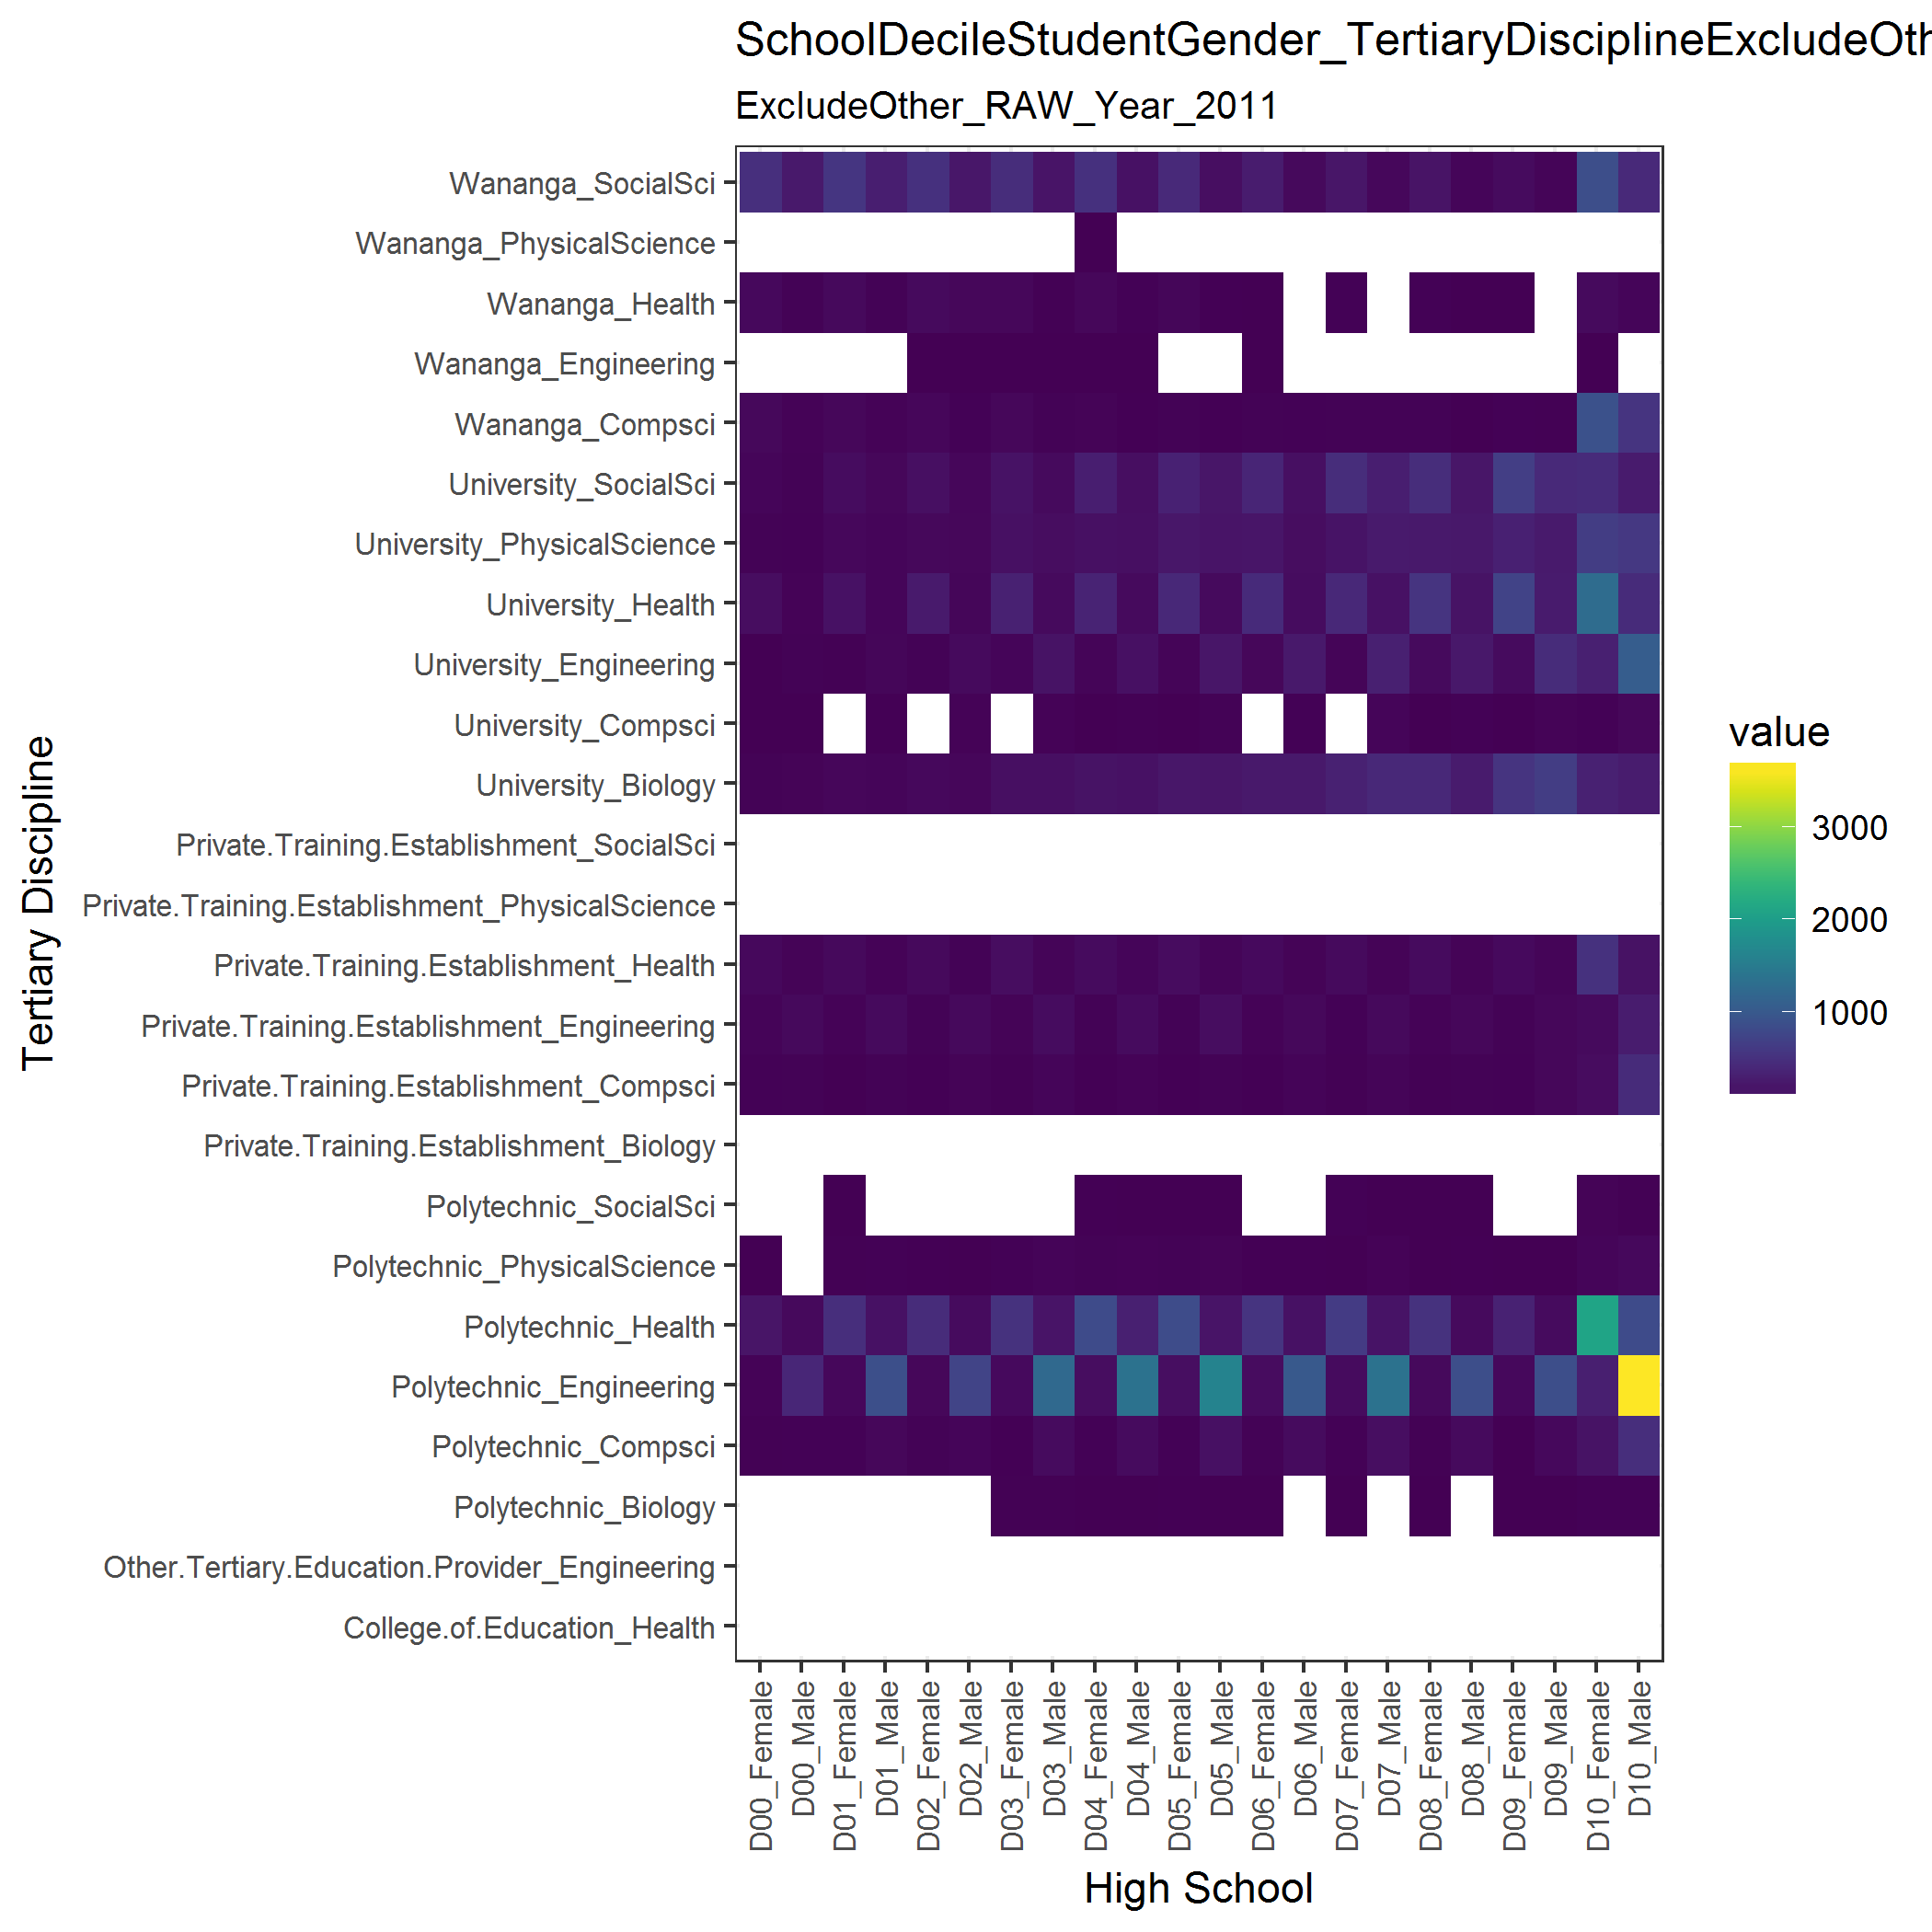 SchoolDecileStudentGender_TertiaryDisciplineExcludeOth
ExcludeOther_RAW_Year_2011
Tertiary Discipline
Wananga_SocialSci
Wananga_PhysicalScience
Wananga_Health
Wananga_Engineering
Wananga_Compsci
University_SocialSci
University_PhysicalScience
University_Health
University_Engineering
University_Compsci
University_Biology
Private.Training.Establishment_SocialSci
Private.Training.Establishment_PhysicalScience
Private.Training.Establishment_Health
Private.Training.Establishment_Engineering
Private.Training.Establishment_Compsci
Private.Training.Establishment_Biology
Polytechnic_SocialSci
Polytechnic_PhysicalScience
Polytechnic_Health
Polytechnic_Engineering
Polytechnic_Compsci
Polytechnic_Biology
Other.Tertiary.Education.Provider_Engineering
College.of.Education_Health
D00_Female
D00_Male
D01_Female
D01_Male
D02_Female
D02_Male
D03_Female
D03_Male
D04_Female
D04_Male
D05_Female
D05_Male
D06_Female
D06_Male
D07_Female
D07_Male
D08_Female
D08_Male
D09_Female
D09_Male
D10_Female
D10_Male
High School
value
3000
2000
1000